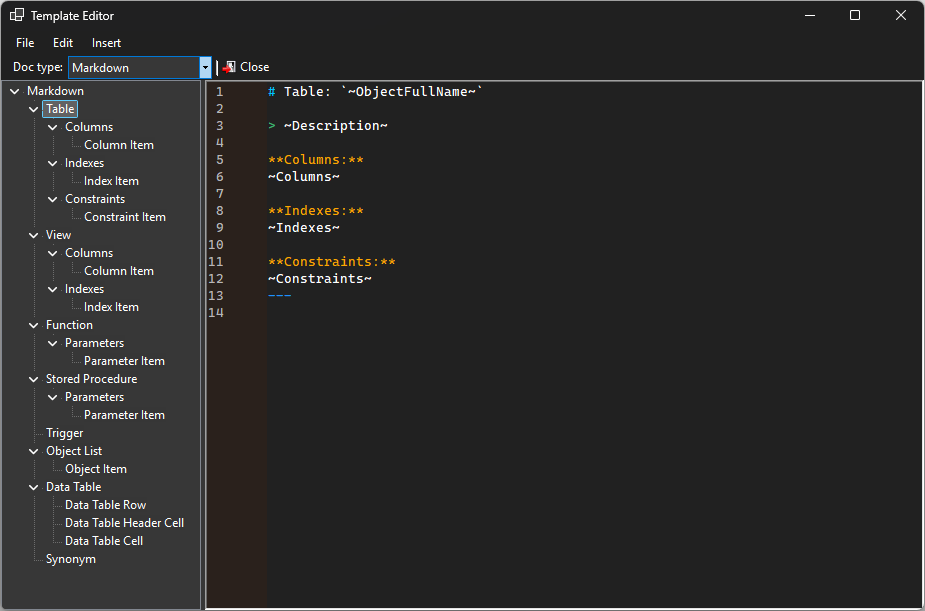 Template Editor
File Edit Insert
Doc type: Markdown Close
Markdown
Table
Columns
Column Item
Indexes
Index Item
Constraints
Constraint Item
View
Columns
Column Item
Indexes
Index Item
Function
Parameters
Parameter Item
Stored Procedure
Parameters
Parameter Item
Trigger
Object List
Object Item
Data Table
Data Table Row
Data Table Header Cell
Data Table Cell
Synonym
1 # Table: `~ObjectFullName~`
2
3 > ~Description~
4
5 **Columns:**
6 ~Columns~
7
8 **Indexes:**
9 ~Indexes~
10
11 **Constraints:**
12 ~Constraints~
13 ---
14